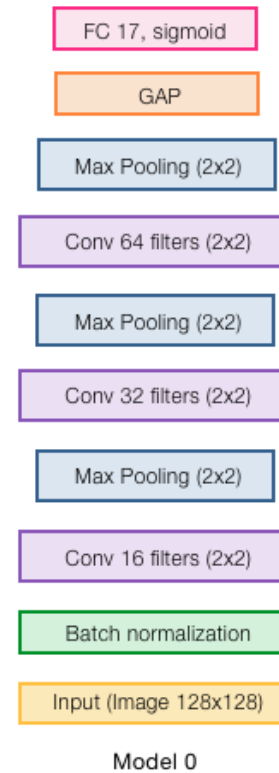 FC 17, sigmoid
GAP
Max Pooling (2x2)
Conv 64 filters (2x2)
Max Pooling (2x2)
Conv 32 filters (2x2)
Max Pooling (2x2)
Conv 16 filters (2x2)
Batch normalization
Input (Image 128x128)
Model 0